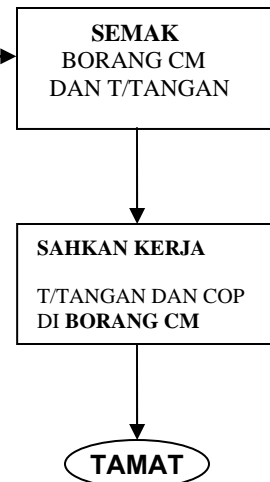 SEMAK
BORANG CM
DAN T/TANGAN
SAHKAN KERJA
T/TANGAN DAN COP
DI BORANG CM
TAMAT